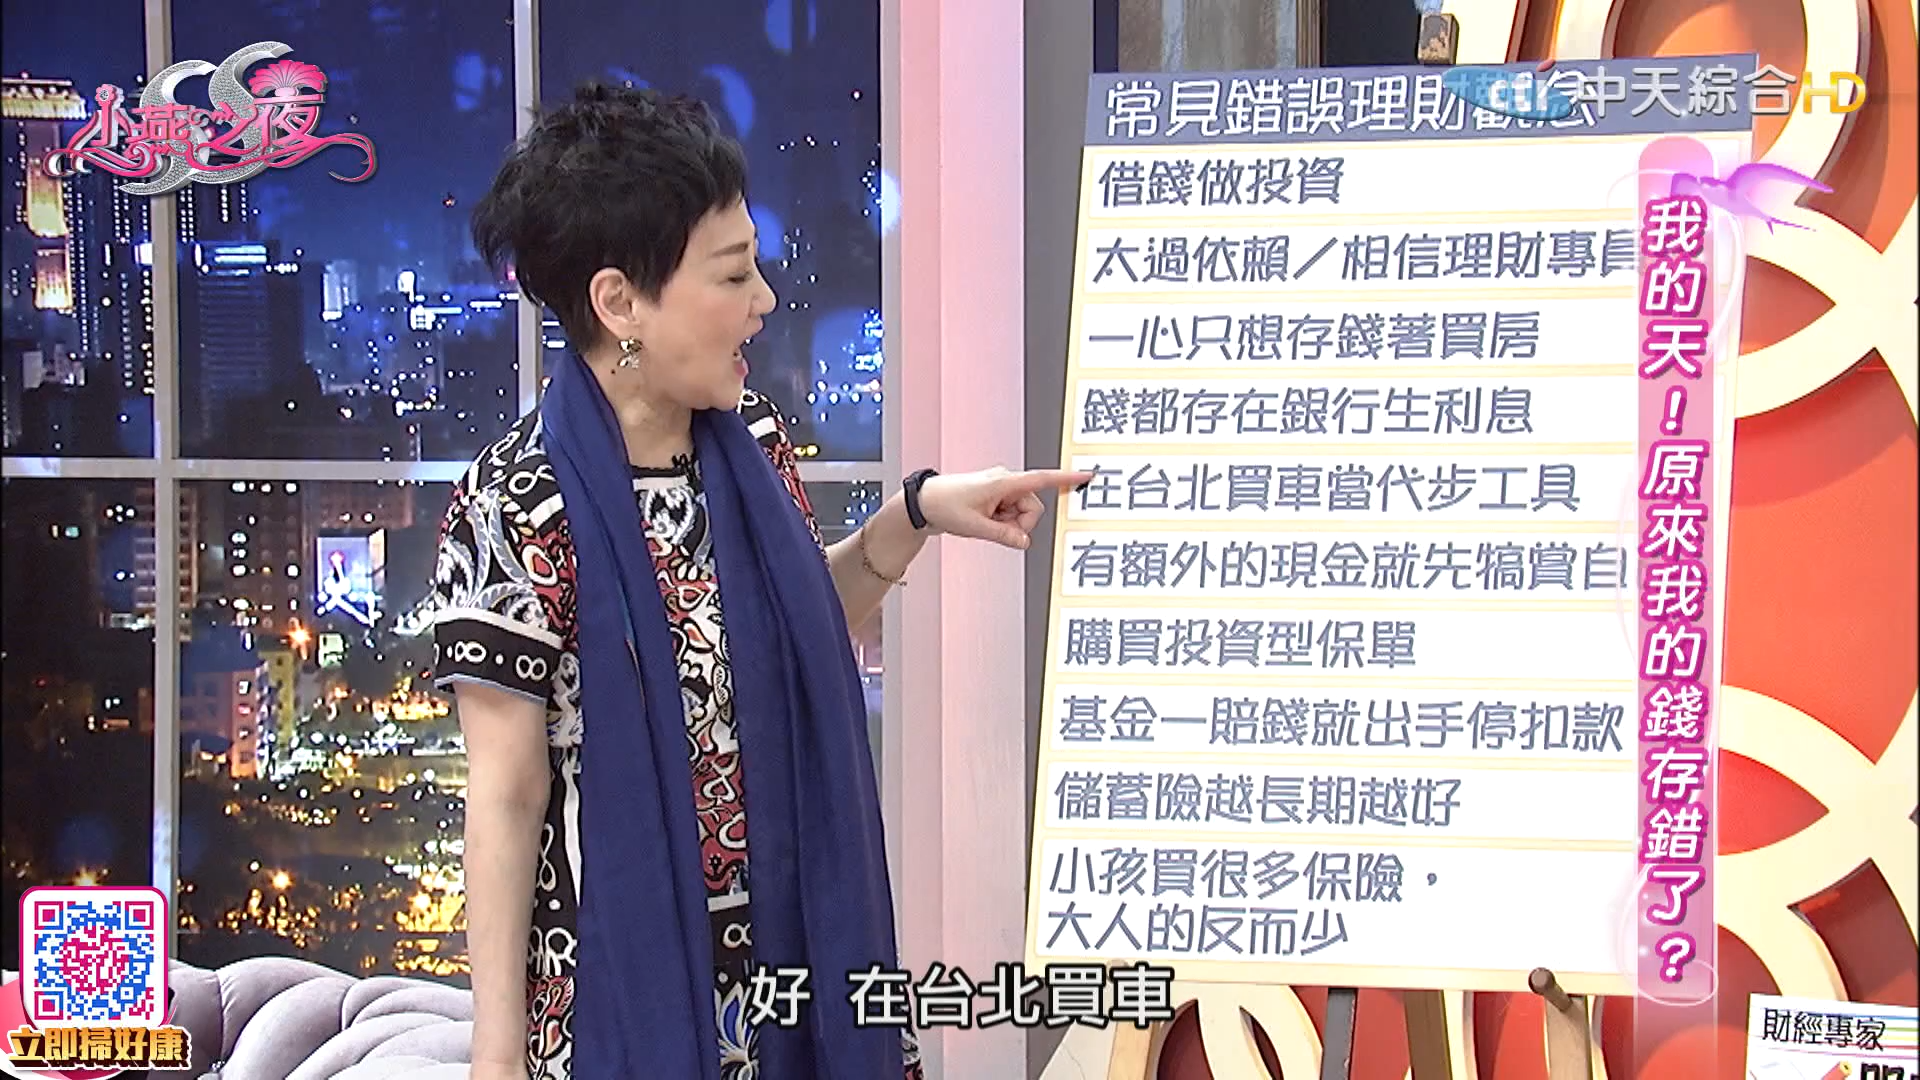 小燕之夜
SS
中天綜合HD
常見錯誤理財觀念
借錢做投資
太過依賴／相信理財專員
一心只想存錢著買房
錢都存在銀行生利息
在台北買車當代步工具
有額外的現金就先犒賞自
購買投資型保單
基金一賠錢就出手停扣款
儲蓄險越長期越好
小孩買很多保險，
大人的反而少
我的天！原來我的錢存錯了？
好 在台北買車
立即掃好康
財經專家